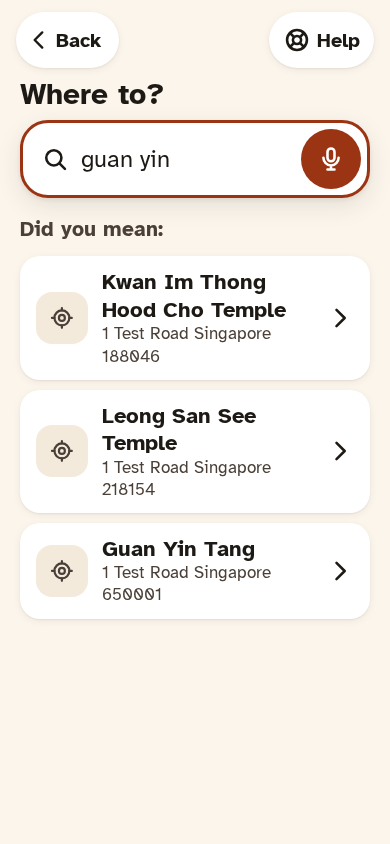 Back
Help
Where to?
guan yin
Did you mean:
Kwan Im Thong
Hood Cho Temple
1 Test Road Singapore
188046
Leong San See
Temple
1 Test Road Singapore
218154
Guan Yin Tang
1 Test Road Singapore
650001